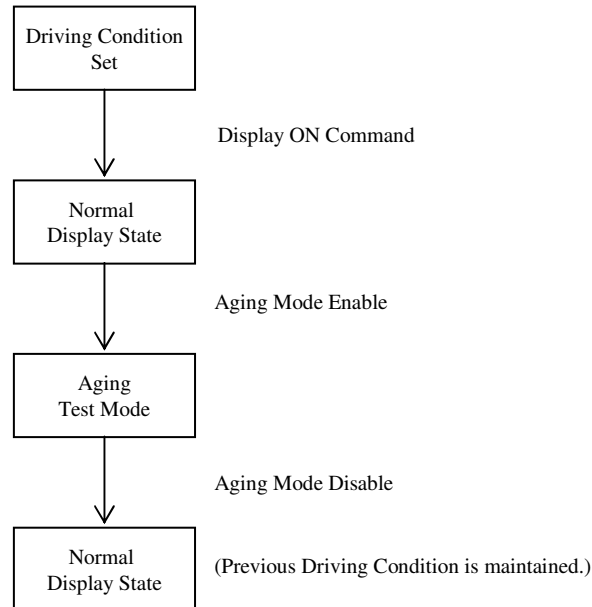 Driving Condition
Set
Display ON Command
Normal
Display State
Aging Mode Enable
Aging
Test Mode
Aging Mode Disable
Normal
Display State
(Previous Driving Condition is maintained.)